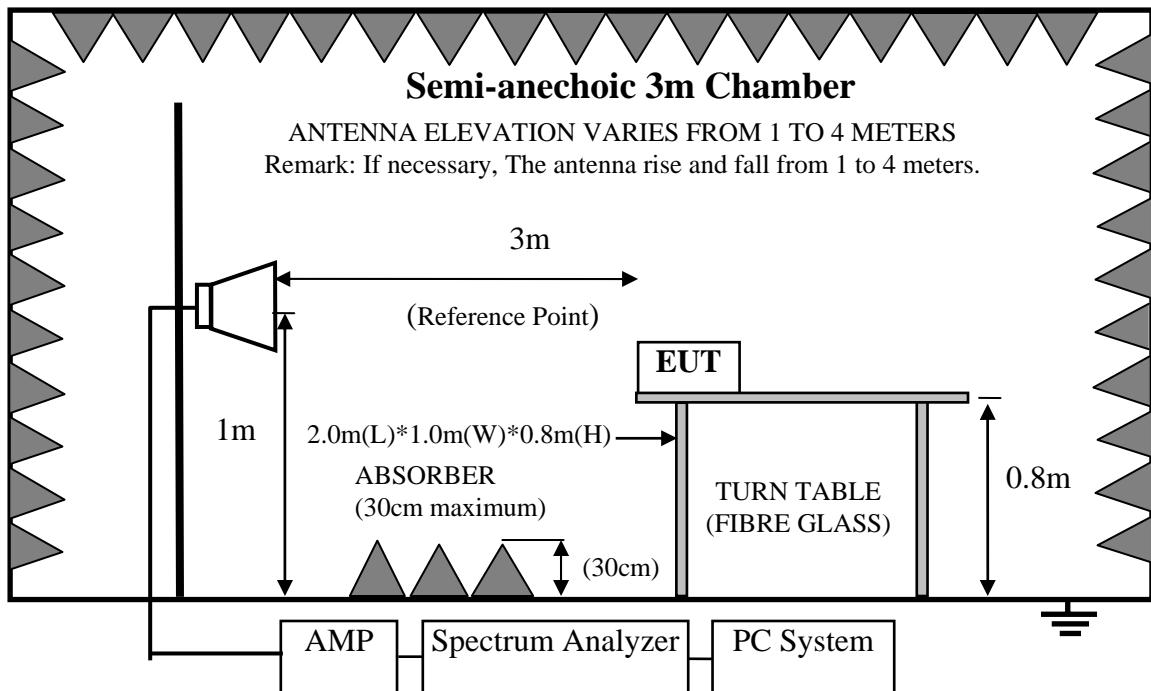 Semi-anechoic 3m Chamber
ANTENNA ELEVATION VARIES FROM 1 TO 4 METERS
Remark: If necessary, The antenna rise and fall from 1 to 4 meters.
3m
(Reference Point)
EUT
1m
2.0m(L)*1.0m(W)*0.8m(H)
ABSORBER
(30cm maximum)
TURN TABLE
(FIBRE GLASS)
0.8m
(30cm)
AMP
Spectrum Analyzer
PC System